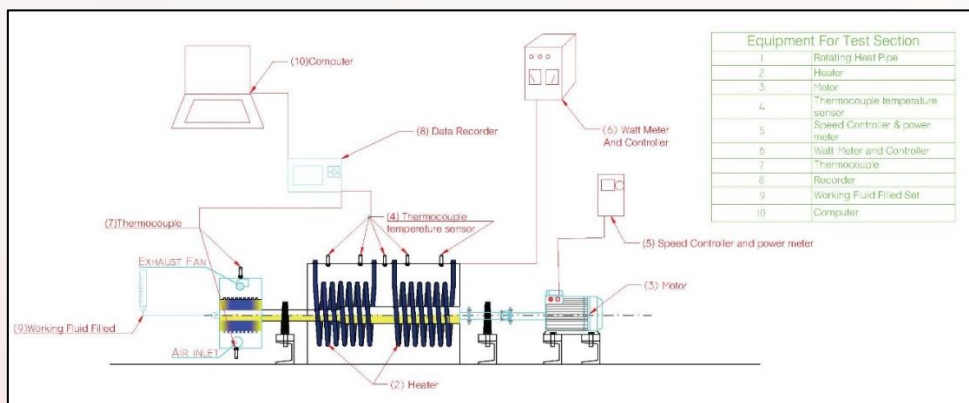 (10)Computer
(8) Data Recorder
(6) Watt Meter
And Controller
(7)Thermocouple
(4) Thermocouple
temperature sensor
(5) Speed Controller and power meter
EXHAUST FAN
(3) Motor
(9)Working Fluid Filled
AIR INLET
(2) Heater
Equipment For Test Section
1 Rotating Heat Pipe
2 Heater
3 Motor
4 Thermocouple temperature
sensor
5 Speed Controller & power
meter
6 Watt Meter and Controller
7 Thermocouple
8 Recorder
9 Working Fluid Filled Set
10 Computer